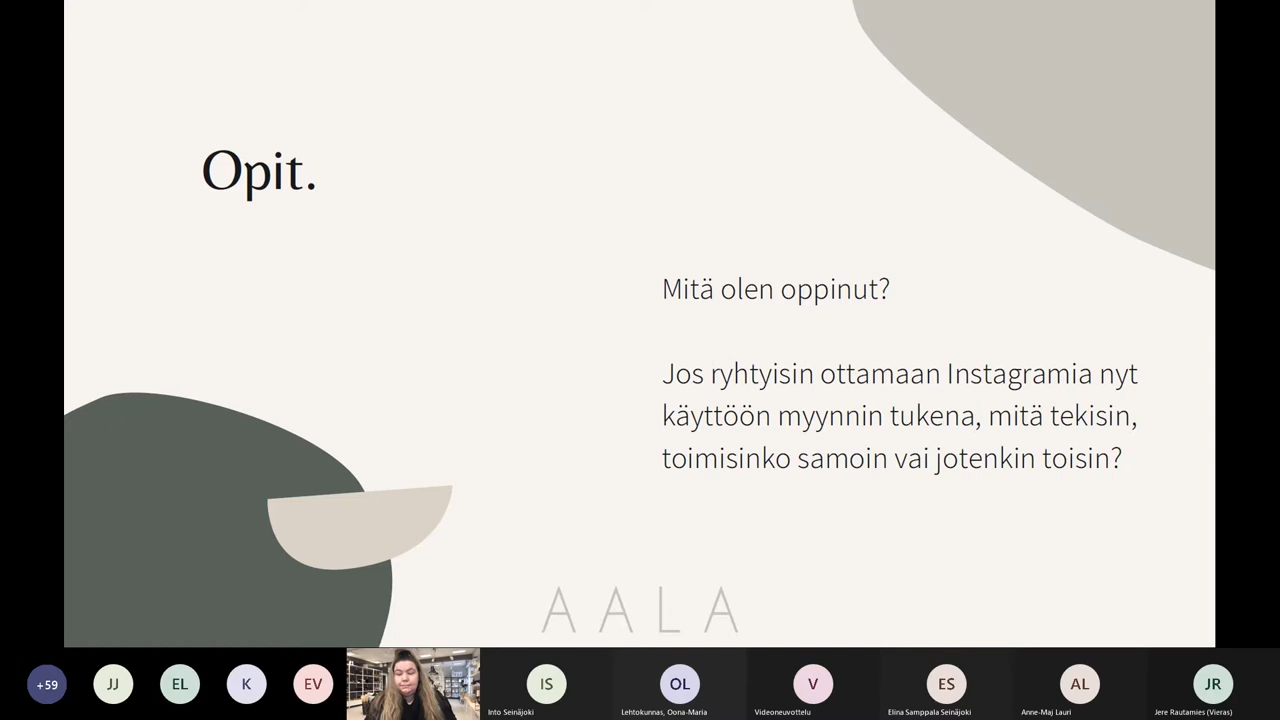 Opit.
Mitä olen oppinut?
Jos ryhtyisin ottamaan Instagramia nyt
käyttöön myynnin tukena, mitä tekisin,
toimisinko samoin vai jotenkin toisin?
AALA
+59
JJ
EL
K
EV
IS
OL
V
ES
AL
JR
Into Seinäjoki
Lehtokunnas, Oona-Maria
Videoneuvottelu
Elina Samppala Seinäjoki
Anne-Maj Lauri
Jere Rautamies (Vieras)